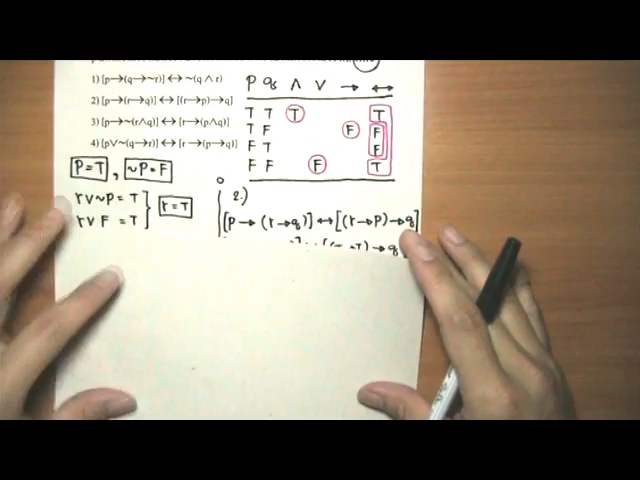 1) [p→(q→~r)]↔~(q∧r)
2) [p→(r→q)]↔[(r→p)→q]
3) [p→~(r∧q)]↔[r→(p∧q)]
4) [p∨~(q→r)]↔[r→(p→q)]
p q ∧ ∨ → ↔
T T T T
T F F F
F T F
F F F T
P=T , ~P=F
r∨~p = T
r∨F = T
r=T
2.)
[p→(r→q)]↔[(r→p)→q]